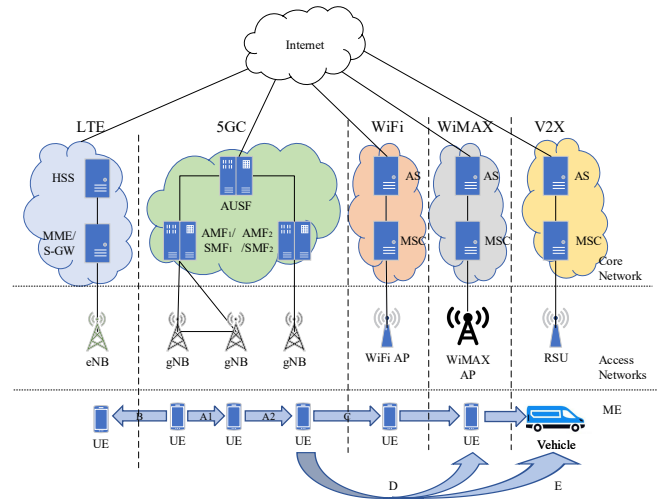 Internet
LTE
5GC
WiFi
WiMAX
V2X
HSS
AUSF
AS
AS
AS
MME/
S-GW
AMF₁/
SMF₁
AMF₂
/SMF₂
MSC
MSC
MSC
Core
Network
eNB
gNB
gNB
gNB
WiFi AP
WiMAX
AP
RSU
Access
Networks
B
A1
A2
C
ME
UE
UE
UE
UE
UE
UE
Vehicle
D
E